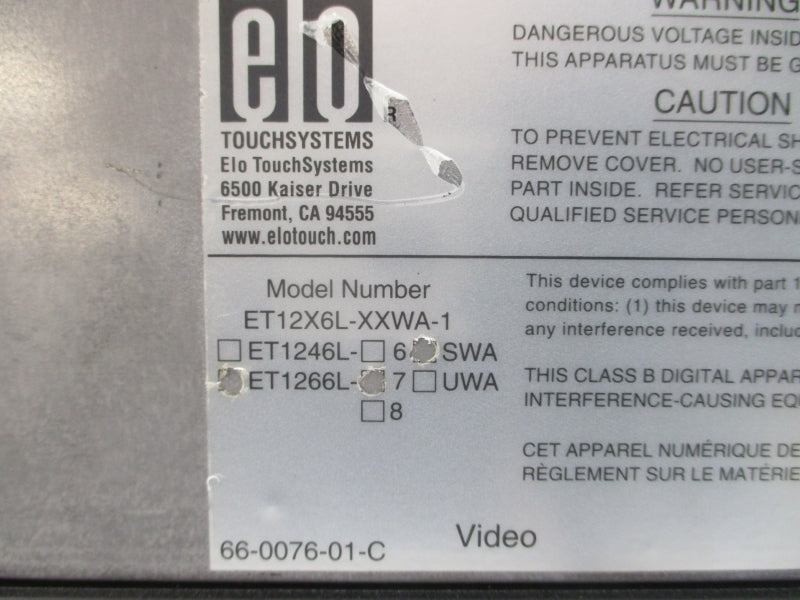 elo
R
TOUCHSYSTEMS
Elo TouchSystems
6500 Kaiser Drive
Fremont, CA 94555
www.elotouch.com
WARNING
DANGEROUS VOLTAGE INSID
THIS APPARATUS MUST BE G
CAUTION
TO PREVENT ELECTRICAL SH
REMOVE COVER. NO USER-S
PART INSIDE. REFER SERVIC
QUALIFIED SERVICE PERSON
Model Number
ET12X6L-XXWA-1
ET1246L- 6 SWA
ET1266L- 7 UWA
8
66-0076-01-C
Video
This device complies with part 1
conditions: (1) this device may
any interference received, includ
THIS CLASS B DIGITAL APPAR
INTERFERENCE-CAUSING EQ
CET APPAREL NUMÉRIQUE DE
RÈGLEMENT SUR LE MATÉRIE